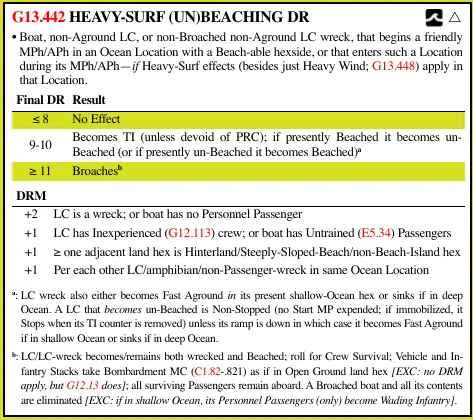 G13.442 HEAVY-SURF (UN)BEACHING DR
• Boat, non-Aground LC, or non-Broached non-Aground LC wreck, that begins a friendly
MPh/APh in an Ocean Location with a Beach-able hexside, or that enters such a Location
during its MPh/APh—if Heavy-Surf effects (besides just Heavy Wind; G13.448) apply in
that Location.
Final DR Result
≤ 8 No Effect
9-10 Becomes TI (unless devoid of PRC); if presently Beached it becomes un-
Beached (or if presently un-Beached it becomes Beached)a
≥ 11 Broachesb
DRM
+2 LC is a wreck; or boat has no Personnel Passenger
+1 LC has Inexperienced (G12.113) crew; or boat has Untrained (E5.34) Passengers
+1 ≥ one adjacent land hex is Hinterland/Steeply-Sloped-Beach/non-Beach-Island hex
+1 Per each other LC/amphibian/non-Passenger-wreck in same Ocean Location
a: LC wreck also either becomes Fast Aground in its present shallow-Ocean hex or sinks if in deep
Ocean. A LC that becomes un-Beached is Non-Stopped (no Start MP expended; if immobilized, it
Stops when its TI counter is removed) unless its ramp is down in which case it becomes Fast Aground
if in shallow Ocean or sinks if in deep Ocean.
b: LC/LC-wreck becomes/remains both wrecked and Beached; roll for Crew Survival; Vehicle and In-
fantry Stacks take Bombardment MC (C1.82-.821) as if in Open Ground hex [EXC: no DRM
apply, but G12.13 does]; all surviving Passengers remain aboard. A Broached boat and all its contents
are eliminated [EXC: if in shallow Ocean, its Personnel Passengers (only) become Wading Infantry].